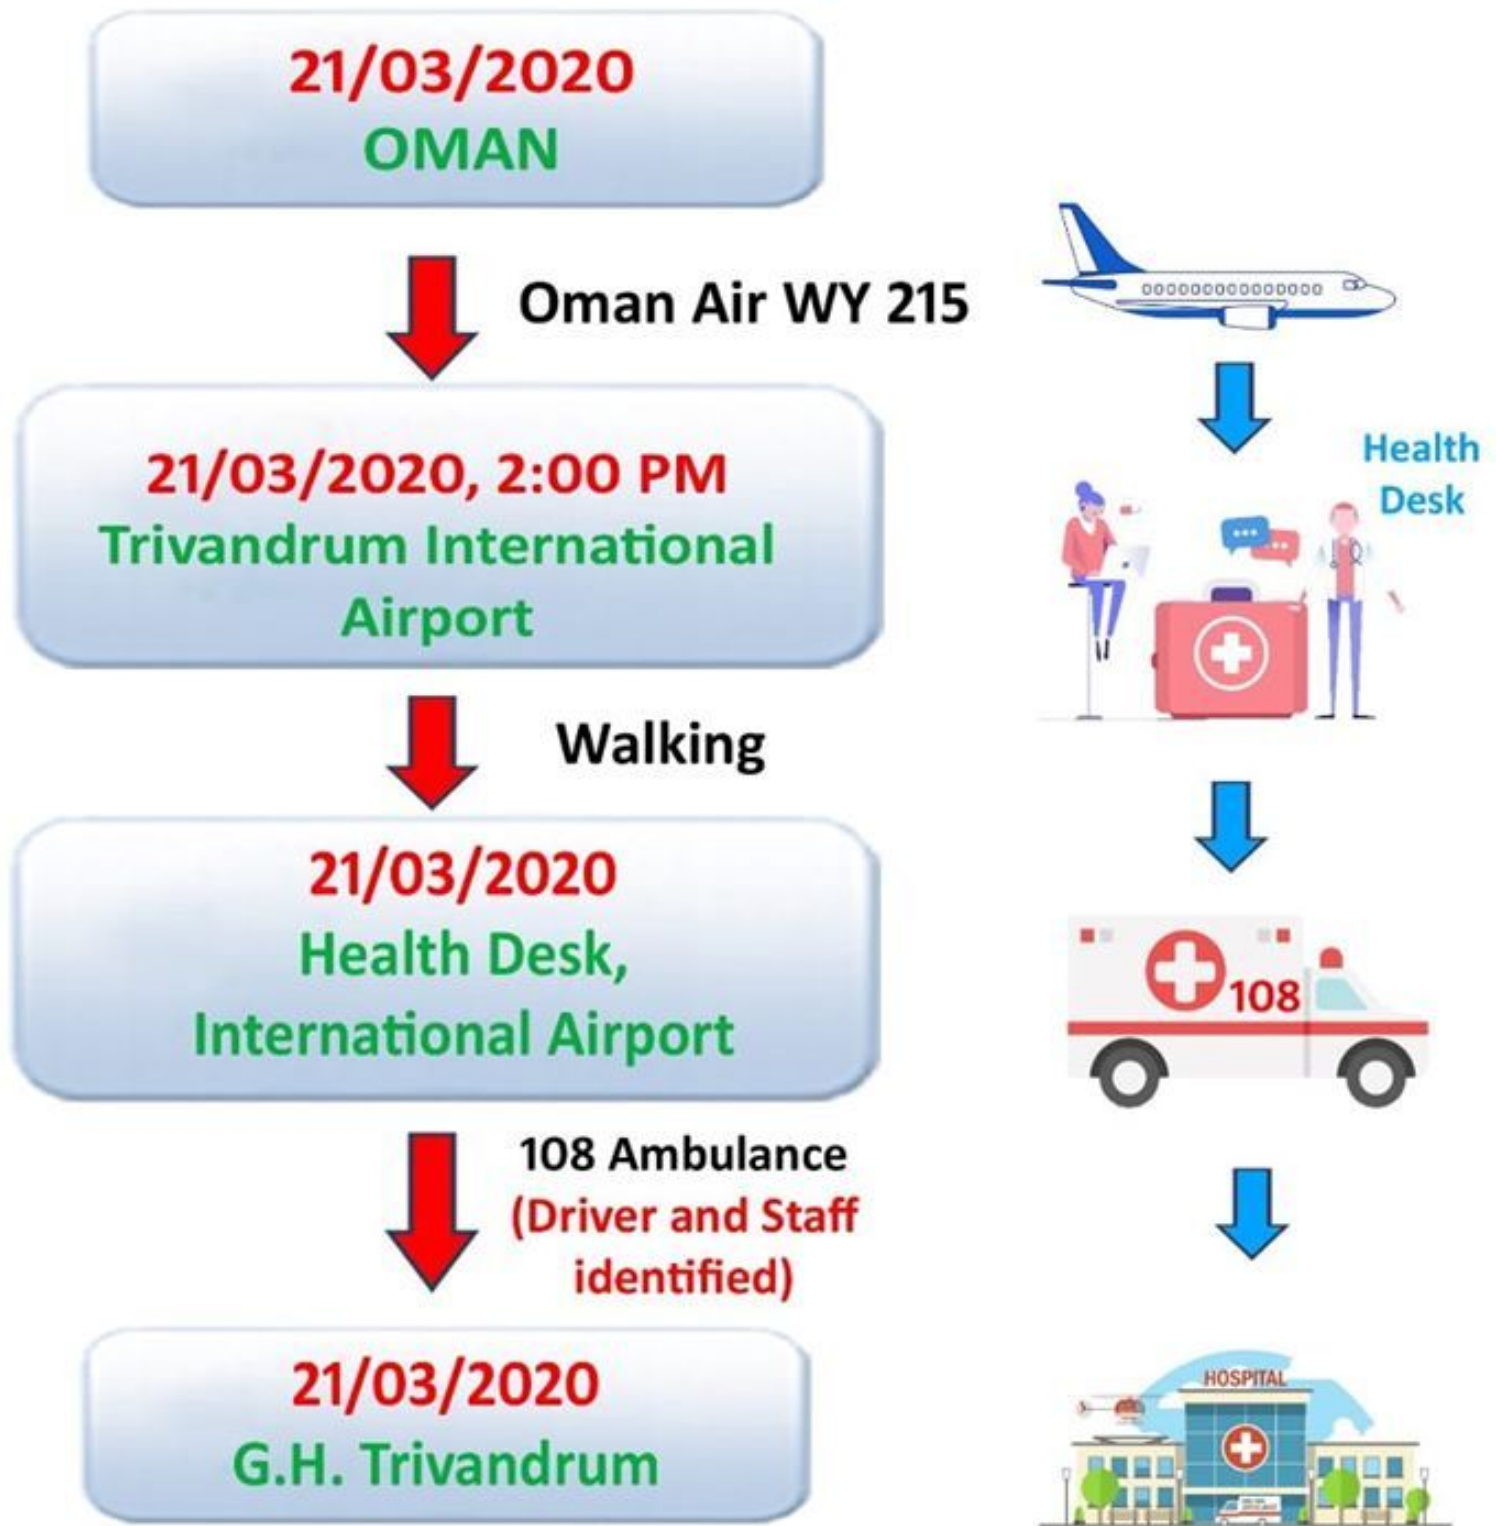 21/03/2020
OMAN
Oman Air WY 215
21/03/2020, 2:00 PM
Trivandrum International
Airport
Health
Desk
Walking
21/03/2020
Health Desk,
International Airport
108
108 Ambulance
(Driver and Staff
identified)
21/03/2020
G.H. Trivandrum
HOSPITAL